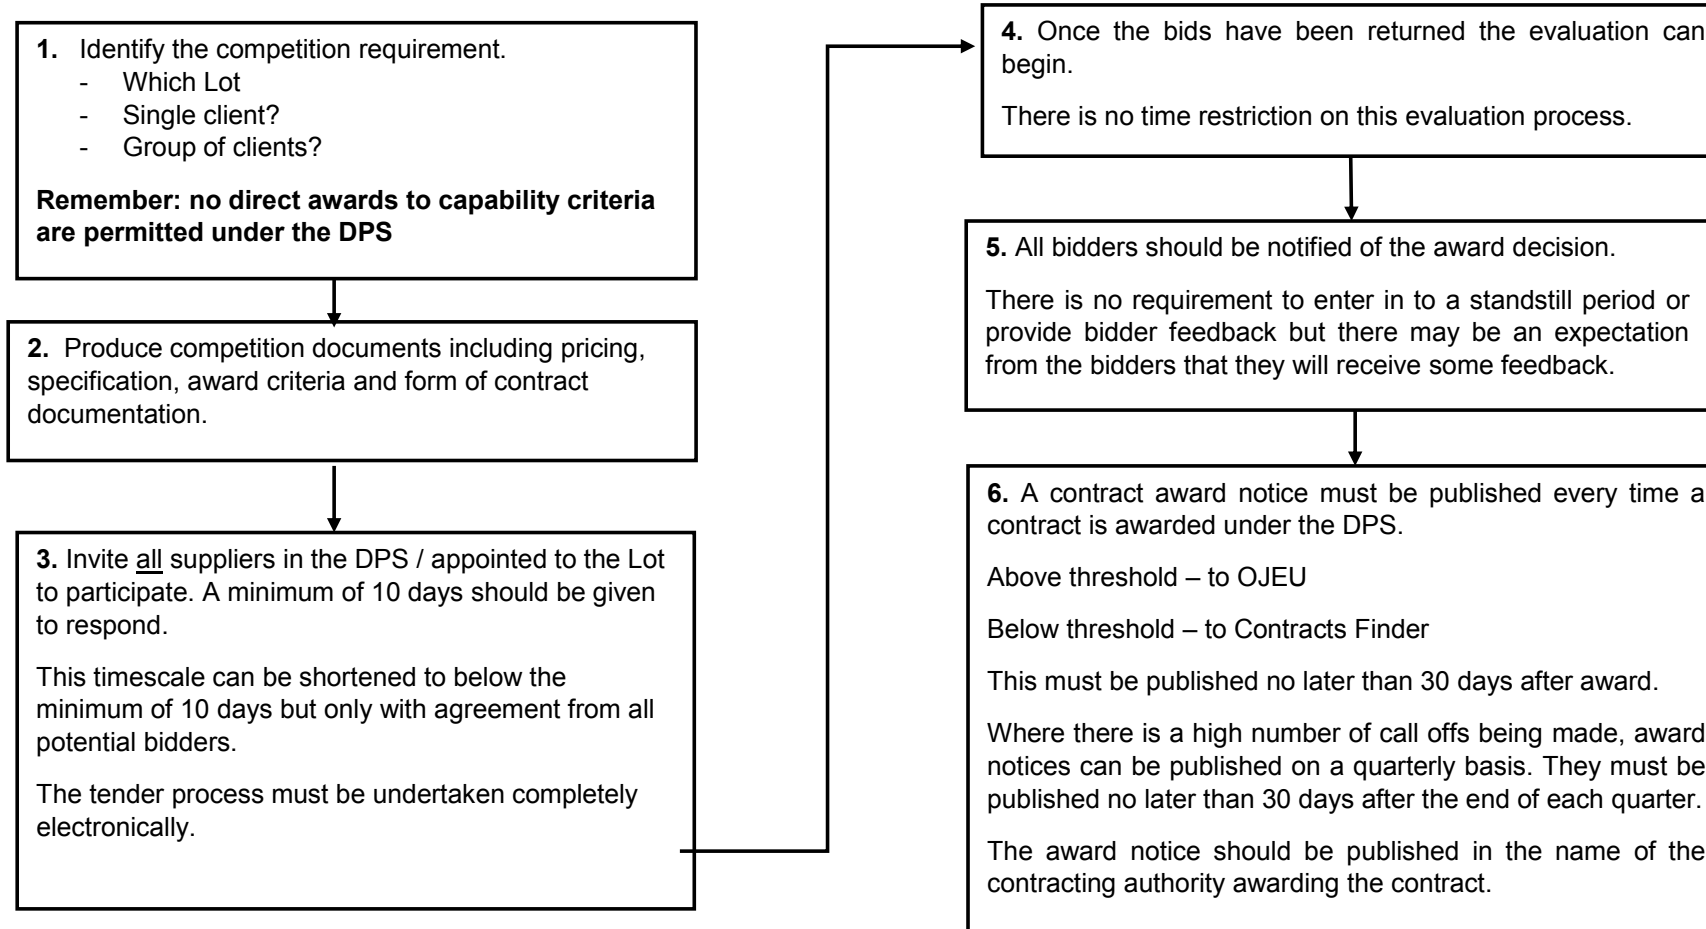 1. Identify the competition requirement.
- Which Lot
- Single client?
- Group of clients?
Remember: no direct awards to capability criteria
are permitted under the DPS
2. Produce competition documents including pricing,
specification, award criteria and form of contract
documentation.
3. Invite all suppliers in the DPS / appointed to the Lot
to participate. A minimum of 10 days should be given
to respond.
This timescale can be shortened to below the
minimum of 10 days but only with agreement from all
potential bidders.
The tender process must be undertaken completely
electronically.
4. Once the bids have been returned the evaluation can
begin.
There is no time restriction on this evaluation process.
5. All bidders should be notified of the award decision.
There is no requirement to enter in to a standstill period or
provide bidder feedback but there may be an expectation
from the bidders that they will receive some feedback.
6. A contract award notice must be published every time a
contract is awarded under the DPS.
Above threshold – to OJEU
Below threshold – to Contracts Finder
This must be published no later than 30 days after award.
Where there is a high number of call offs being made, award
notices can be published on a quarterly basis. They must be
published no later than 30 days after the end of each quarter.
The award notice should be published in the name of the
contracting authority awarding the contract.